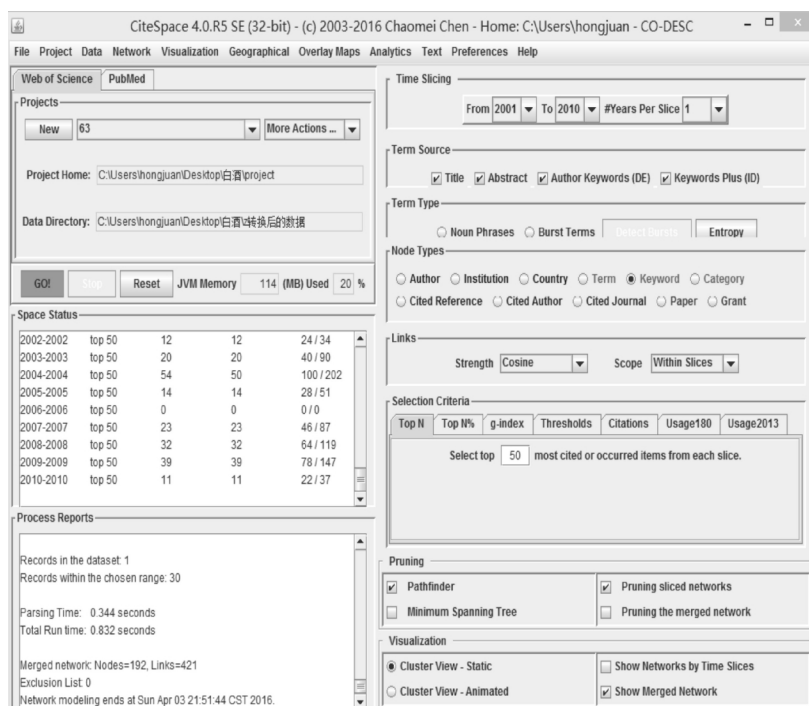 CiteSpace 4.0.R5 SE (32-bit) - (c) 2003-2016 Chaomei Chen - Home: C:\Users\hongjuan - CO-DESC
File Project Data Network Visualization Geographical Overlay Maps Analytics Text Preferences Help
Web of Science PubMed
Projects
New 63 More Actions ...
Project Home: C:\Users\hongjuan\Desktop\白酒\project
Data Directory: C:\Users\hongjuan\Desktop\白酒\z转换后的数据
GO! Stop Reset JVM Memory 114 (MB) Used 20 %
Space Status
2002-2002 top 50 12 12 24 / 34
2003-2003 top 50 20 20 40 / 90
2004-2004 top 50 54 50 100 / 202
2005-2005 top 50 14 14 28 / 51
2006-2006 top 50 0 0 0 / 0
2007-2007 top 50 23 23 46 / 87
2008-2008 top 50 32 32 64 / 119
2009-2009 top 50 39 39 78 / 147
2010-2010 top 50 11 11 22 / 37
Process Reports
Records in the dataset: 1
Records within the chosen range: 30
Parsing Time: 0.344 seconds
Total Run time: 0.832 seconds
Merged network: Nodes=192, Links=421
Exclusion List: 0
Network modeling ends at Sun Apr 03 21:51:44 CST 2016.
Time Slicing
From 2001 To 2010 #Years Per Slice 1
Term Source
Title Abstract Author Keywords (DE) Keywords Plus (ID)
Term Type
Noun Phrases Burst Terms Detect Bursts Entropy
Node Types
Author Institution Country Term Keyword Category
Cited Reference Cited Author Cited Journal Paper Grant
Links
Strength Cosine Scope Within Slices
Selection Criteria
Top N Top N% g-index Thresholds Citations Usage180 Usage2013
Select top 50 most cited or occurred items from each slice.
Pruning
Pathfinder Pruning sliced networks
Minimum Spanning Tree Pruning the merged network
Visualization
Cluster View - Static Show Networks by Time Slices
Cluster View - Animated Show Merged Network